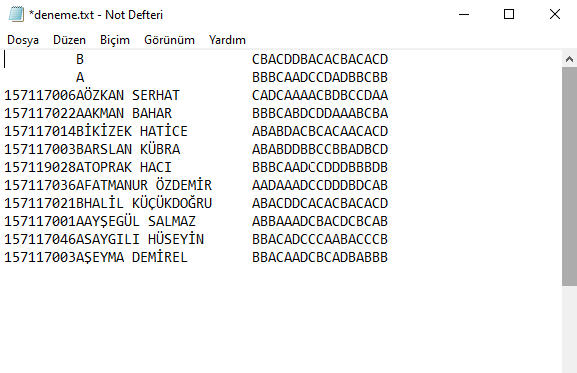 *deneme.txt - Not Defteri
Dosya Düzen Biçim Görünüm Yardım
B CBACDDBACACBACACD
A BBBCAADCCDADBBCBB
157117006AÖZKAN SERHAT CADCAAAACBDBCCDAA
157117022AAKMAN BAHAR BBBCABDCDDAAABCBA
157117014BİKİZEK HATİCE ABABDACBCACAACACD
157117003BARSLAN KÜBRA ABABDDBBCCBBADBCD
157119028ATOPRAK HACI BBBCAADCCDDDBBBDB
157117036AFATMANUR ÖZDEMİR AADAAADCCDDDBDCAB
157117021BHALİL KÜÇÜKDOĞRU ABACDDCACACBACACD
157117001AAYŞEGÜL SALMAZ ABBAAADCBACDCBCAB
157117046ASAYGILI HÜSEYİN BBACADCCCAABACCCB
157117003AŞEYMA DEMİREL BBACAADCBCADBABBB